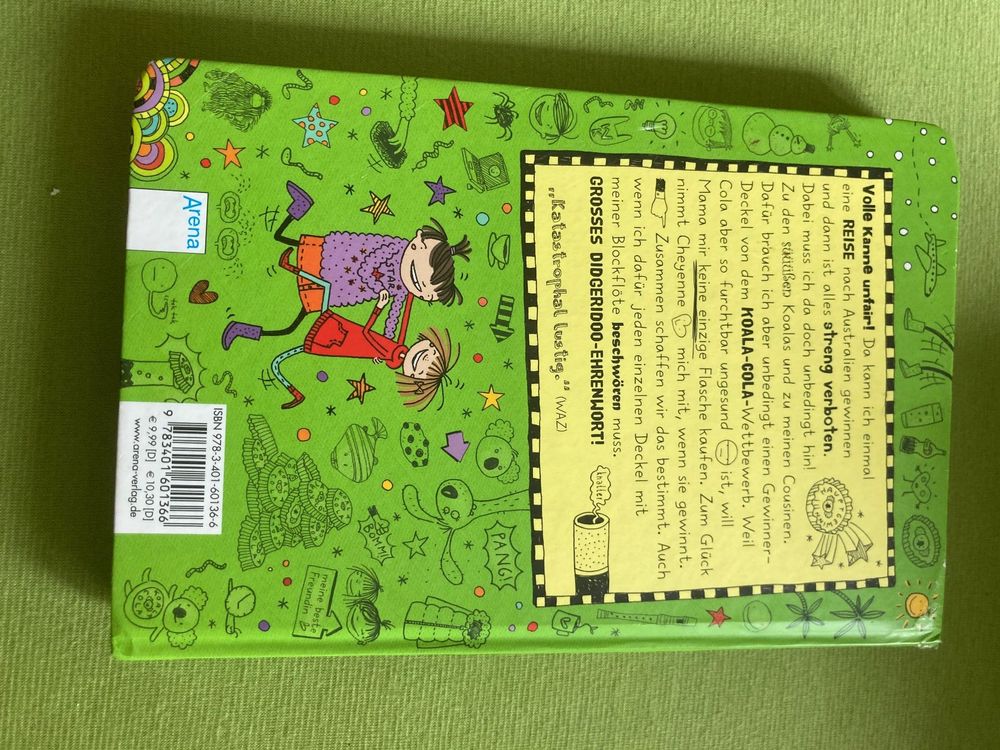 Volle Kanne unfair! Da kann ich einmal
eine REISE nach Australien gewinnen
und dann ist alles streng verboten.
Dabei muss ich da doch unbedingt hin!
Zu den süüüßen Koalas und zu meinen Cousinen.
Dafür brauch ich aber unbedingt einen Gewinner-
Deckel von dem KOALA-COLA-Wettbewerb. Weil
Cola aber so furchtbar ungesund ist, will
Mama mir keine einzige Flasche kaufen. Zum Glück
nimmt Cheyenne mich mit, wenn sie gewinnt.
Zusammen schaffen wir das bestimmt. Auch
wenn ich dafür jeden einzelnen Deckel mit
meiner Blockflöte beschwören muss.
GROSSES DIDGERIDOO-EHRENWORT!
„Katastrophal lustig.“ (WAZ)
HAUPT
GEWINN
PANG!
BOMM!
meine beste
Freundin
Arena
ISBN 978-3-401-60136-6
9 783401 601366
€ 9,99 [D] € 10,30 [D]
www.arena-verlag.de